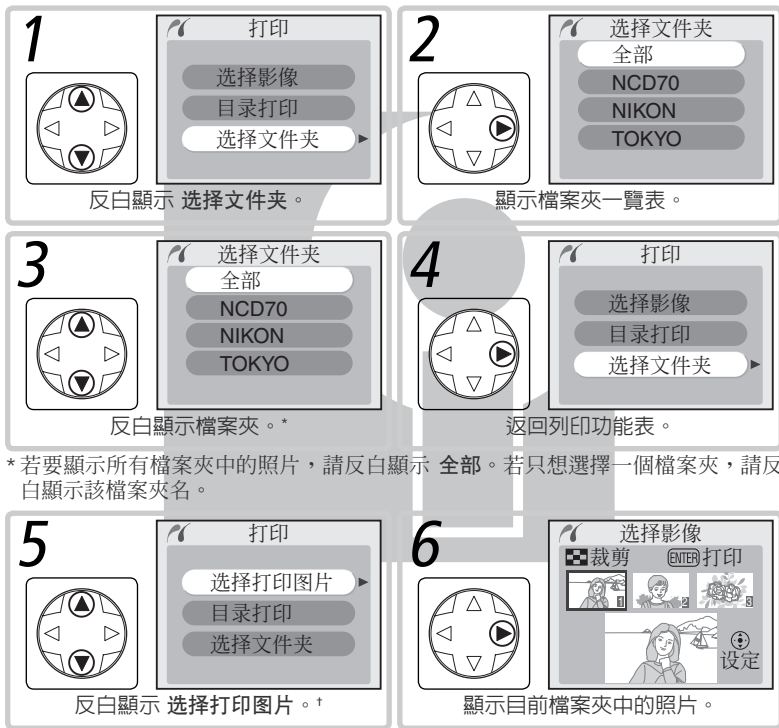 1
打印
选择影像
目录打印
选择文件夹
反白顯示 选择文件夹。
2
选择文件夹
全部
NCD70
NIKON
TOKYO
顯示檔案夾一覽表。
3
选择文件夹
全部
NCD70
NIKON
TOKYO
反白顯示檔案夾。*
4
打印
选择影像
目录打印
选择文件夹
返回列印功能表。
* 若要顯示所有檔案夾中的照片，請反白顯示 全部。若只想選擇一個檔案夾，請反
白顯示該檔案夾名。
5
打印
选择打印图片
目录打印
选择文件夹
反白顯示 选择打印图片。†
6
选择影像
裁剪 ENTER 打印
1 2 3
设定
顯示目前檔案夾中的照片。